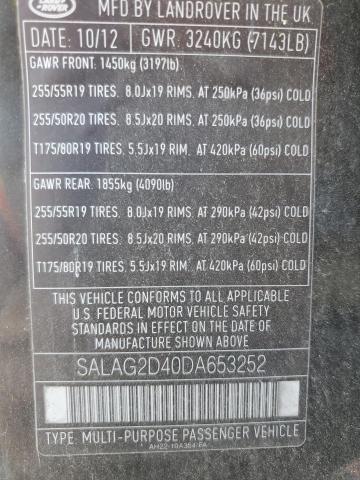 LAND ROVER
MFD BY LANDROVER IN THE UK
DATE: 10/12 GWR: 3240KG (7143LB)
GAWR FRONT: 1450kg (3197lb)
255/55R19 TIRES, 8.0Jx19 RIMS, AT 250kPa (36psi) COLD
255/50R20 TIRES, 8.5Jx20 RIMS, AT 250kPa (36psi) COLD
T175/80R19 TIRES, 5.5Jx19 RIM, AT 420kPa (60psi) COLD
GAWR REAR: 1855kg (4090lb)
255/55R19 TIRES, 8.0Jx19 RIMS, AT 290kPa (42psi) COLD
255/50R20 TIRES, 8.5Jx20 RIMS, AT 290kPa (42psi) COLD
T175/80R19 TIRES, 5.5Jx19 RIM, AT 420kPa (60psi) COLD
THIS VEHICLE CONFORMS TO ALL APPLICABLE
U.S. FEDERAL MOTOR VEHICLE SAFETY
STANDARDS IN EFFECT ON THE DATE OF
MANUFACTURE SHOWN ABOVE
SALAG2D40DA653252
TYPE: MULTI-PURPOSE PASSENGER VEHICLE